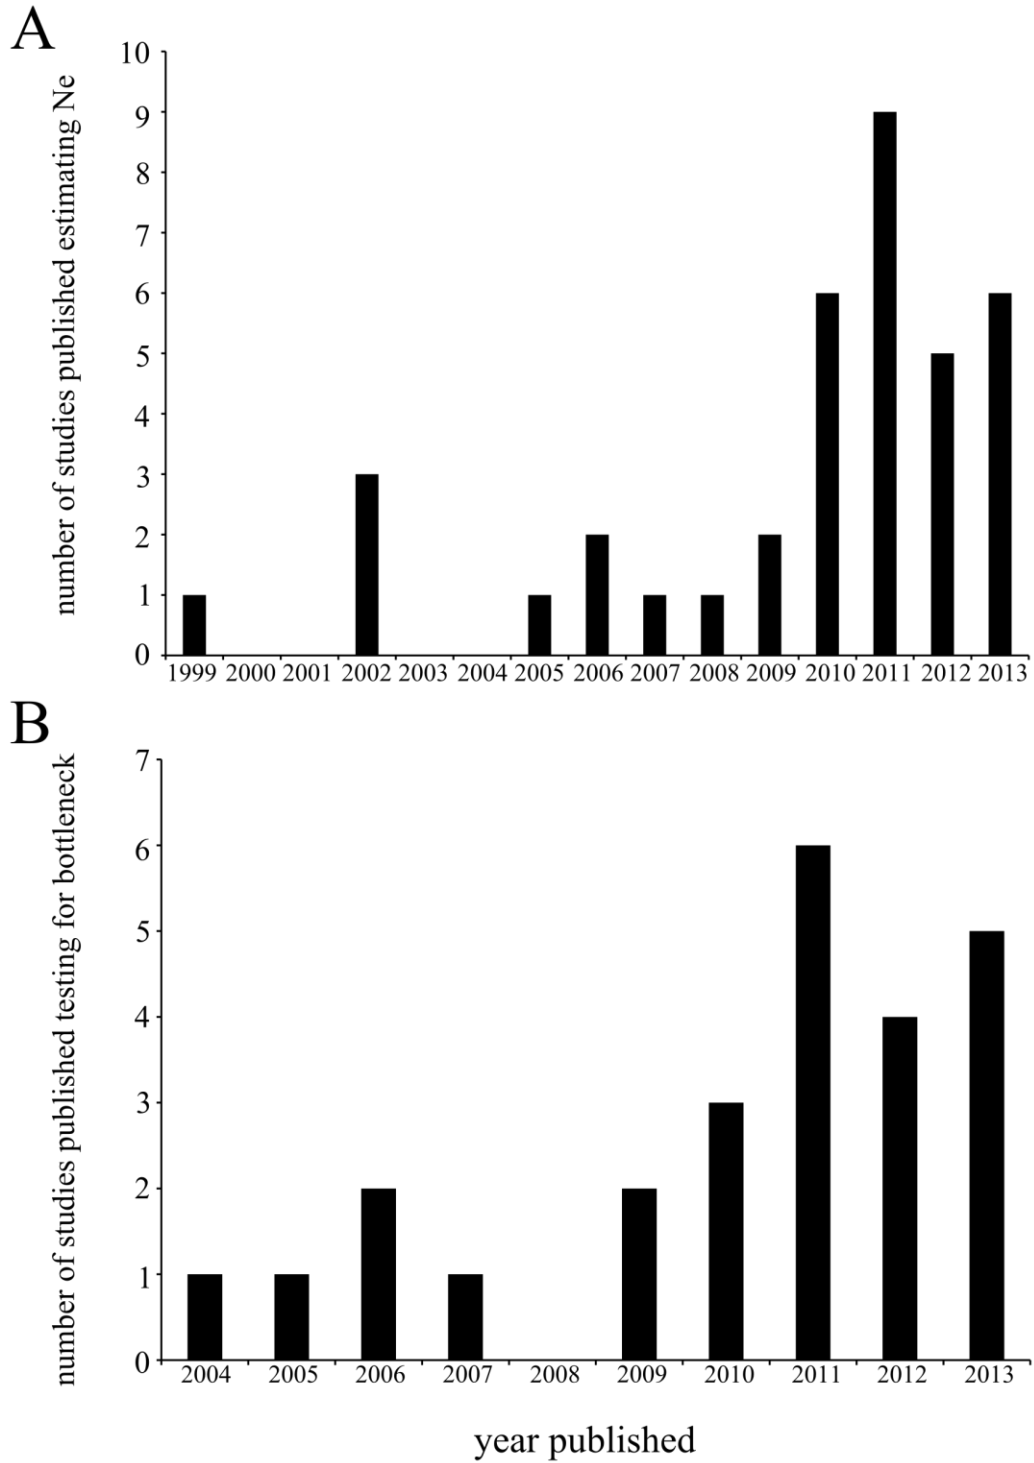 A
number of studies published estimating Ne
10
9
8
7
6
5
4
3
2
1
0
1999 2000 2001 2002 2003 2004 2005 2006 2007 2008 2009 2010 2011 2012 2013
B
number of studies published testing for bottleneck
7
6
5
4
3
2
1
0
2004 2005 2006 2007 2008 2009 2010 2011 2012 2013
year published